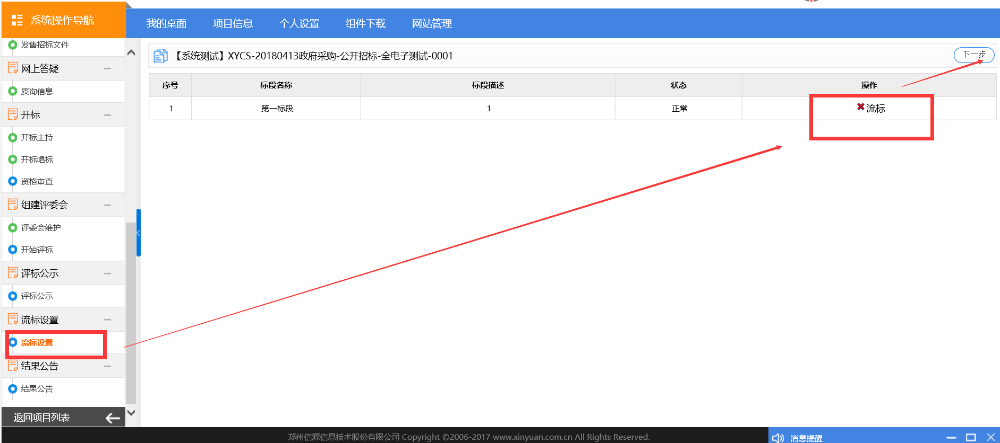 系统操作导航
我的桌面 项目信息 个人设置 组件下载 网站管理
发售招标文件
网上答疑
质询信息
开标
开标主持
开标唱标
资格审查
组建评委会
评委会维护
开始评标
评标公示
评标公示
流标设置
流标设置
结果公告
结果公告
返回项目列表
【系统测试】XYCS-20180413政府采购-公开招标-全电子测试-0001
下一步
序号 标段名称 标段描述 状态 操作
1 第一标段 1 正常 流标
郑州信源信息技术股份有限公司 Copyright ©2006-2017 www.xinyuan.com.cn All Rights Reserved.
消息提醒